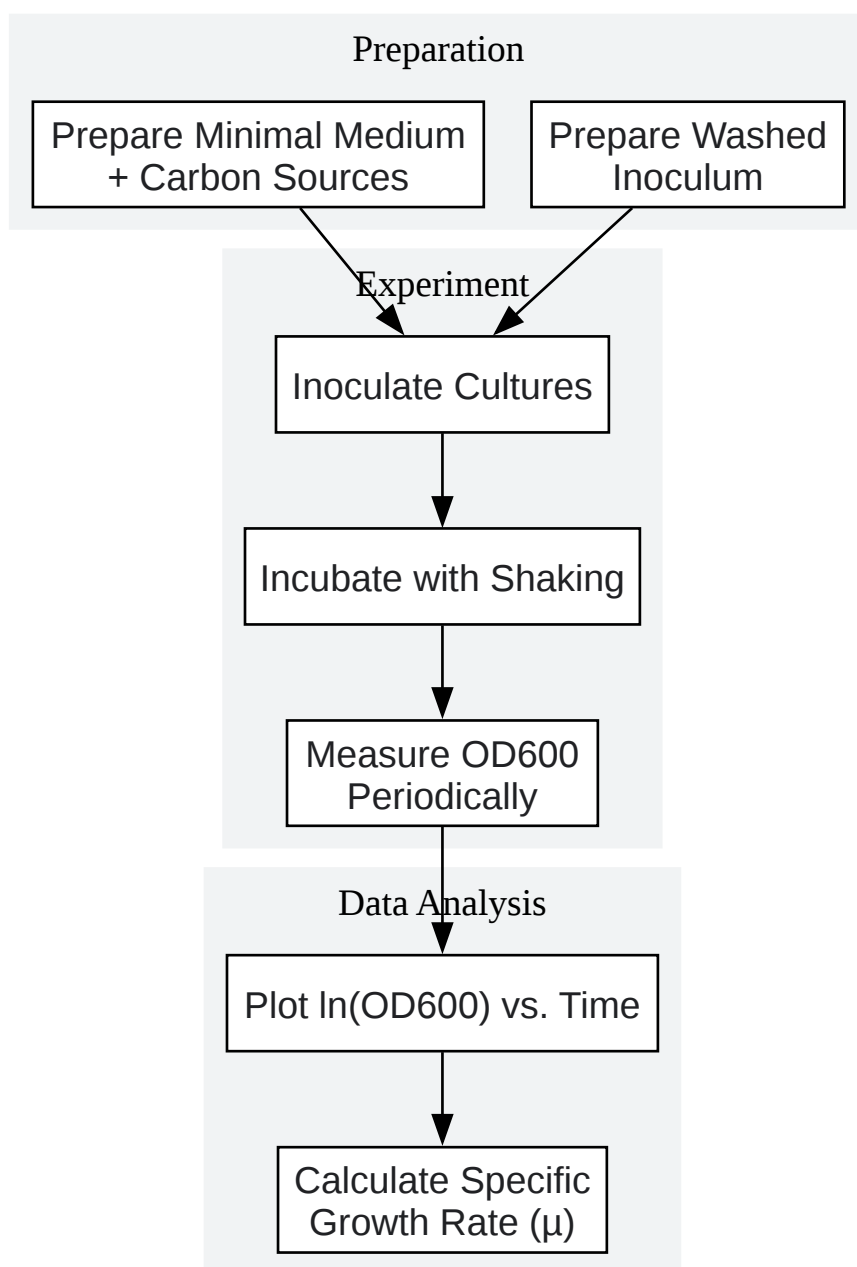 Preparation
Prepare Minimal Medium
+ Carbon Sources
Prepare Washed
Inoculum
Experiment
Inoculate Cultures
Incubate with Shaking
Measure OD600
Periodically
Data Analysis
Plot ln(OD600) vs. Time
Calculate Specific
Growth Rate (µ)